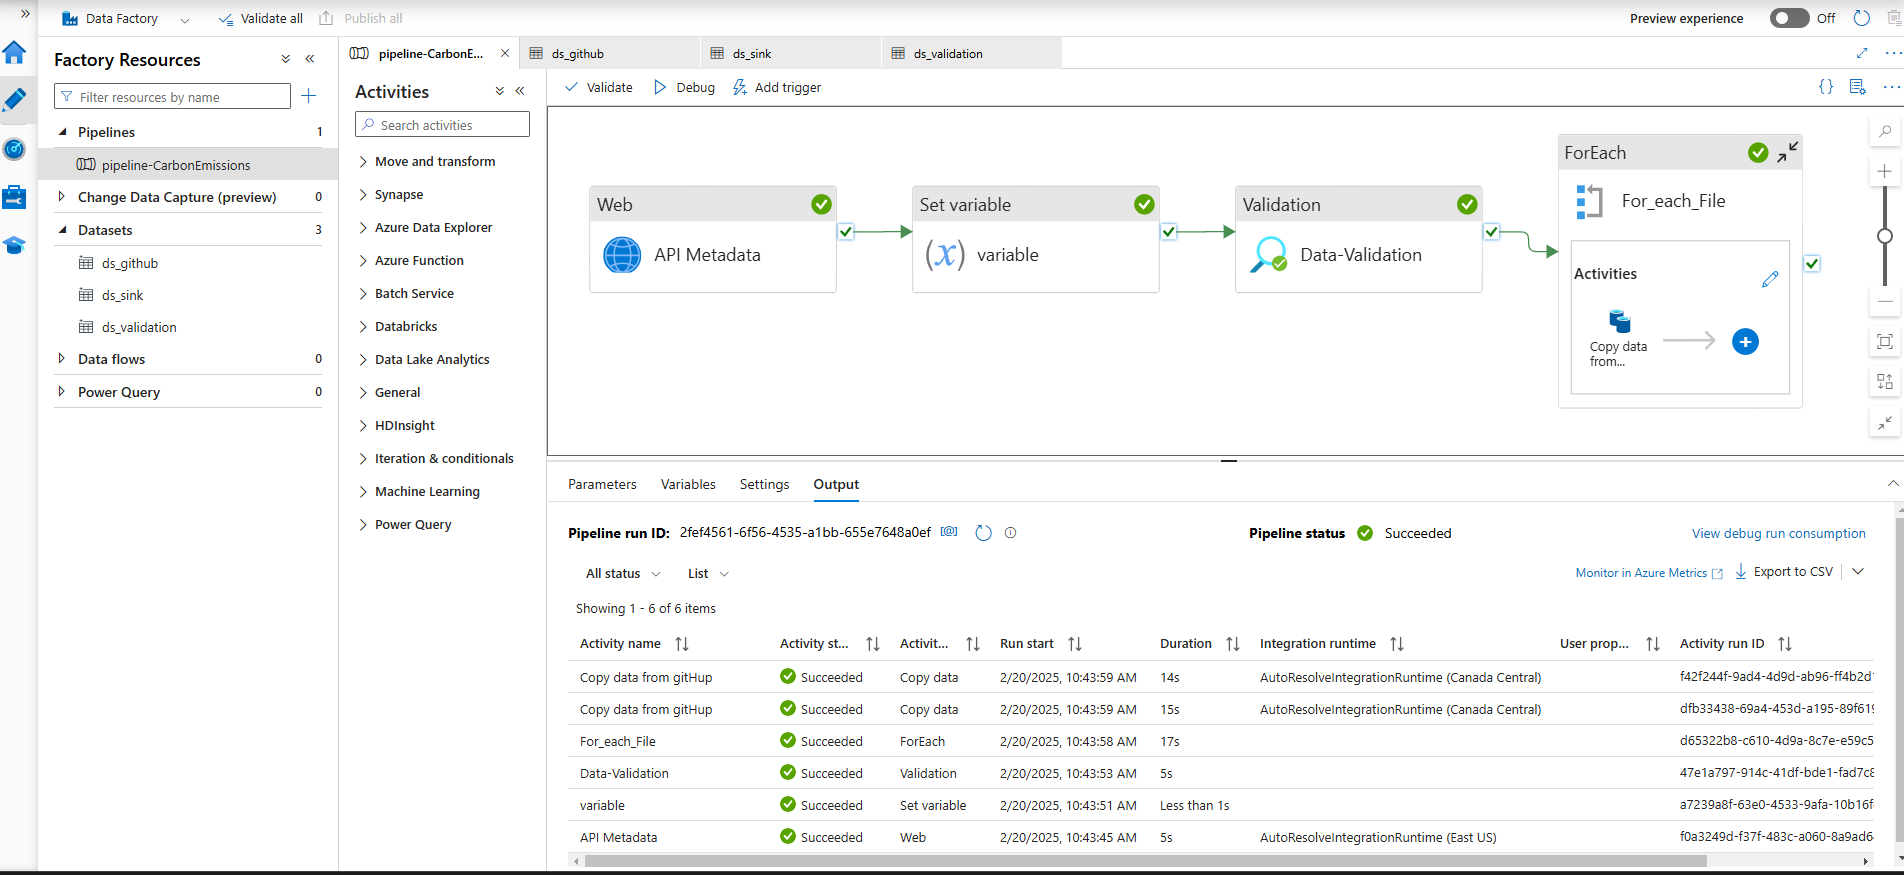 Data Factory
Validate all
Publish all
Preview experience
Off
Factory Resources
Filter resources by name
Pipelines 1
pipeline-CarbonEmissions
Change Data Capture (preview) 0
Datasets 3
ds_github
ds_sink
ds_validation
Data flows 0
Power Query 0
pipeline-CarbonE...
ds_github
ds_sink
ds_validation
Activities
Search activities
Move and transform
Synapse
Azure Data Explorer
Azure Function
Batch Service
Databricks
Data Lake Analytics
General
HDInsight
Iteration & conditionals
Machine Learning
Power Query
Validate
Debug
Add trigger
Web
API Metadata
Set variable
(x) variable
Validation
Data-Validation
ForEach
For_each_File
Activities
Copy data
from...
Parameters Variables Settings Output
Pipeline run ID: 2fef4561-6f56-4535-a1bb-655e7648a0ef
Pipeline status Succeeded
View debug run consumption
All status List
Monitor in Azure Metrics
Export to CSV
Showing 1 - 6 of 6 items
Activity name Activity st... Activit... Run start Duration Integration runtime User prop... Activity run ID
Copy data from gitHup Succeeded Copy data 2/20/2025, 10:43:59 AM 14s AutoResolveIntegrationRuntime (Canada Central) f42f244f-9ad4-4d9d-ab96-ff4b2d
Copy data from gitHup Succeeded Copy data 2/20/2025, 10:43:59 AM 15s AutoResolveIntegrationRuntime (Canada Central) dfb33438-69a4-453d-a195-89f619
For_each_File Succeeded ForEach 2/20/2025, 10:43:58 AM 17s d65322b8-c610-4d9a-8c7e-e59c5
Data-Validation Succeeded Validation 2/20/2025, 10:43:53 AM 5s 47e1a797-914c-41df-bde1-fad7c8
variable Succeeded Set variable 2/20/2025, 10:43:51 AM Less than 1s a7239a8f-63e0-4533-9afa-10b16f
API Metadata Succeeded Web 2/20/2025, 10:43:45 AM 5s AutoResolveIntegrationRuntime (East US) f0a3249d-f37f-483c-a060-8a9ad6